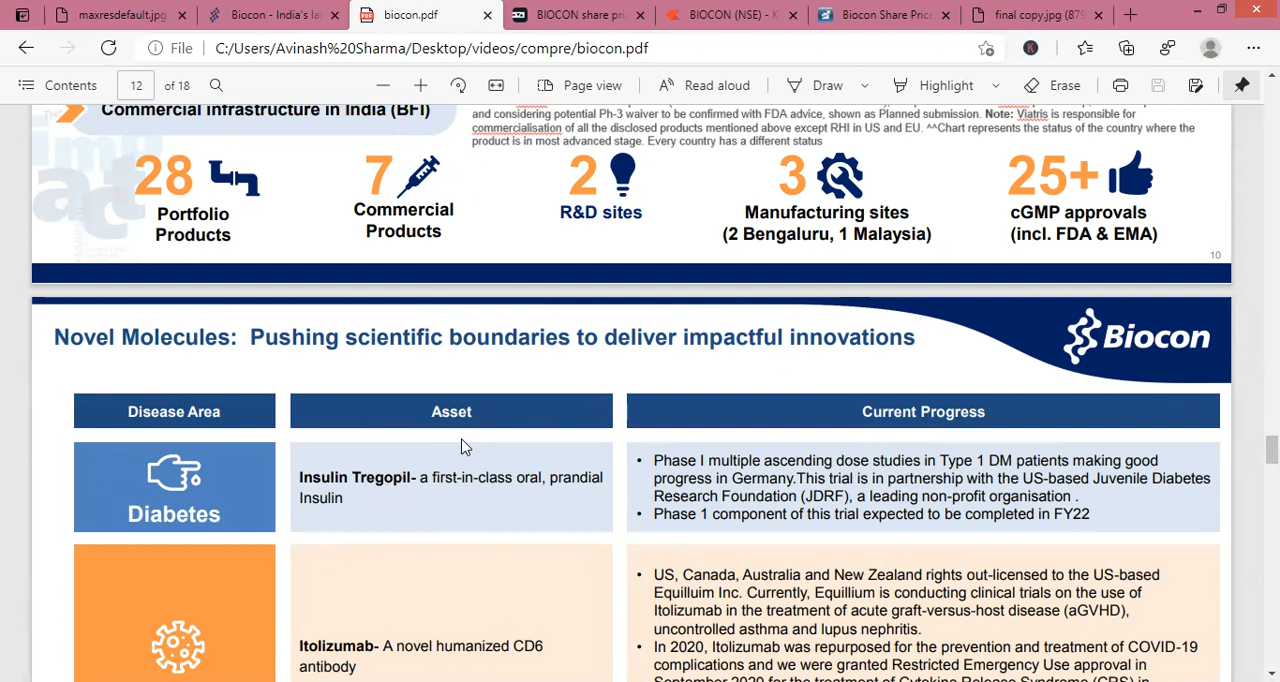 maxresdefault.jpg
Biocon - India's la
biocon.pdf
BIOCON share pri
BIOCON (NSE) - K
Biocon Share Price
final copy.jpg (879
File
C:/Users/Avinash%20Sharma/Desktop/videos/compre/biocon.pdf
K
Contents
12
of 18
Page view
Read aloud
Draw
Highlight
Erase
Commercial Infrastructure in India (BFI)
and considering potential Ph-3 waiver to be confirmed with FDA advice, shown as Planned submission. Note: Viatris is responsible for
commercialisation of all the disclosed products mentioned above except RHI in US and EU. ^^Chart represents the status of the country where the
product is in most advanced stage. Every country has a different status
28
Portfolio
Products
7
Commercial
Products
2
R&D sites
3
Manufacturing sites
(2 Bengaluru, 1 Malaysia)
25+
cGMP approvals
(incl. FDA & EMA)
10
Novel Molecules: Pushing scientific boundaries to deliver impactful innovations
Biocon
Disease Area
Asset
Current Progress
Diabetes
Insulin Tregopil- a first-in-class oral, prandial
Insulin
• Phase I multiple ascending dose studies in Type 1 DM patients making good
progress in Germany.This trial is in partnership with the US-based Juvenile Diabetes
Research Foundation (JDRF), a leading non-profit organisation .
• Phase 1 component of this trial expected to be completed in FY22
Itolizumab- A novel humanized CD6
antibody
• US, Canada, Australia and New Zealand rights out-licensed to the US-based
Equilluim Inc. Currently, Equillium is conducting clinical trials on the use of
Itolizumab in the treatment of acute graft-versus-host disease (aGVHD),
uncontrolled asthma and lupus nephritis.
• In 2020, Itolizumab was repurposed for the prevention and treatment of COVID-19
complications and we were granted Restricted Emergency Use approval in
September 2020 for the treatment of Cytokine Release Syndrome (CRS) in